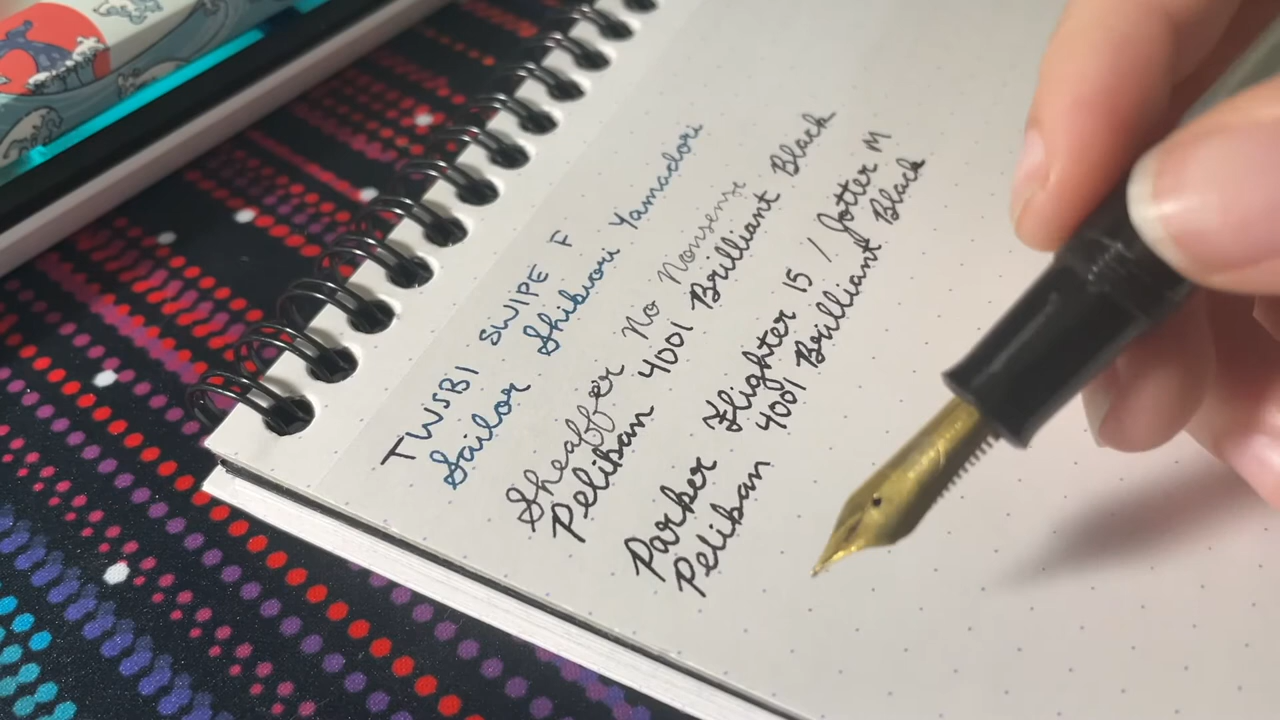 TWSBI SWIPE F
Sailor Shikiori Yamadori
Sheaffer No Nonsense
Pelikan 4001 Brilliant Black
Parker Flighter 15 / Jotter M
Pelikan 4001 Brilliant Black